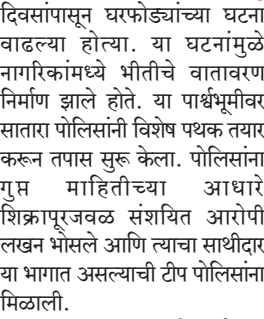 दिवसांपासून घरफोड्यांच्या घटना
वाढल्या होत्या. या घटनांमुळे
नागरिकांमध्ये भीतीचे वातावरण
निर्माण झाले होते. या पार्श्वभूमीवर
सातारा पोलिसांनी विशेष पथक तयार
करून तपास सुरू केला. पोलिसांना
गुप्त माहितीच्या आधारे
शिक्रापूरजवळ संशयित आरोपी
लखन भोसले आणि त्याचा साथीदार
या भागात असल्याची टीप पोलिसांना
मिळाली.